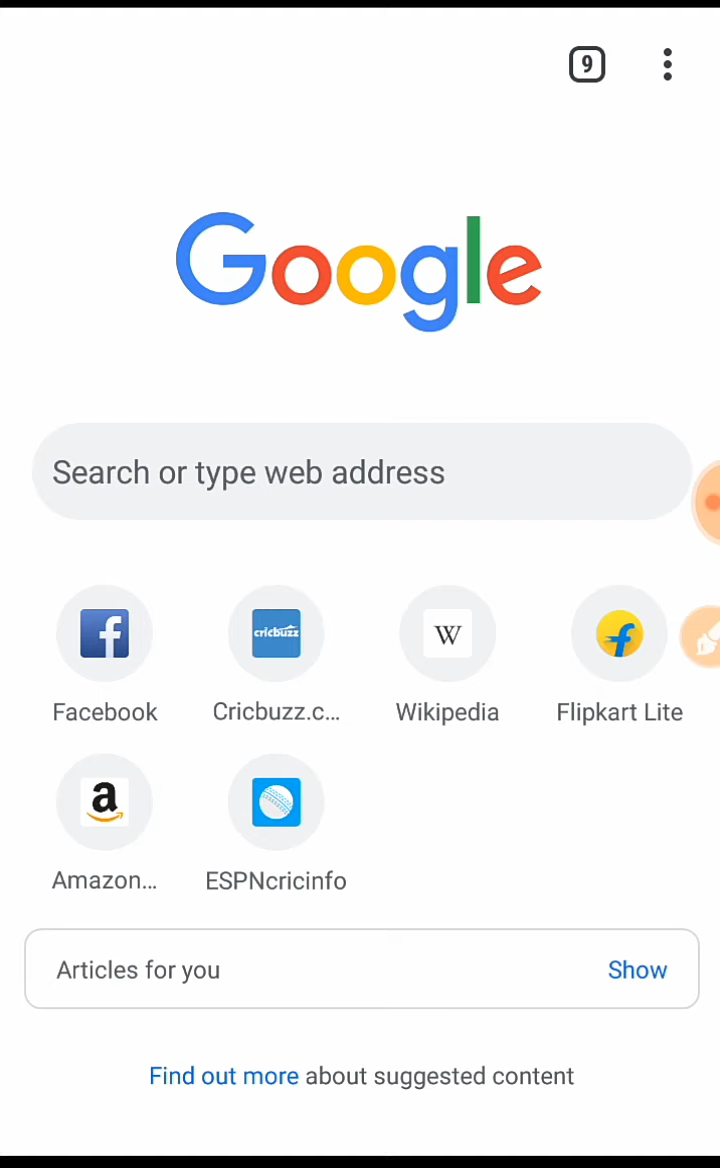 9
Google
Search or type web address
f
cricbuzz
W
f
Facebook
Cricbuzz.c...
Wikipedia
Flipkart Lite
a
Amazon...
ESPNcricinfo
Articles for you
Show
Find out more about suggested content